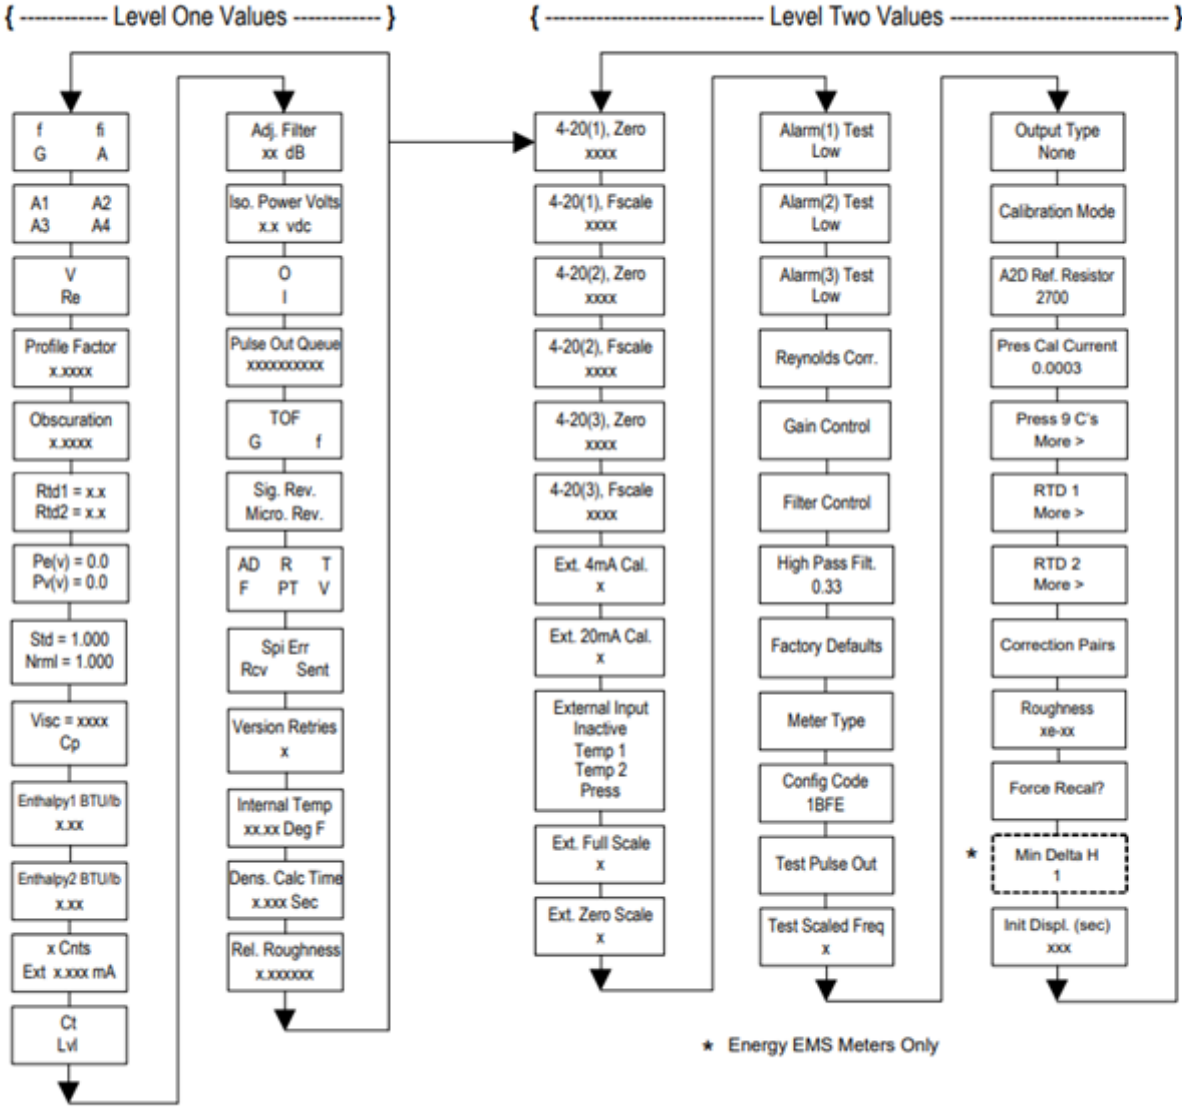 { ------------ Level One Values ------------ }
{ ------------------------------ Level Two Values ------------------------------ }
f fi
G A
A1 A2
A3 A4
V
Re
Profile Factor
x.xxxx
Obscuration
x.xxxx
Rtd1 = x.x
Rtd2 = x.x
Pe(v) = 0.0
Pv(v) = 0.0
Std = 1.000
Nrml = 1.000
Visc = xxxx
Cp
Enthalpy1 BTU/lb
x.xx
Enthalpy2 BTU/lb
x.xx
x Cnts
Ext x.xxx mA
Ct
Lvl
Adj. Filter
xx dB
Iso. Power Volts
x.x vdc
O
I
Pulse Out Queue
xxxxxxxxxx
TOF
G f
Sig. Rev.
Micro. Rev.
AD R T
F PT V
Spi Err
Rcv Sent
Version Retries
x
Internal Temp
xx.xx Deg F
Dens. Calc Time
x.xxx Sec
Rel. Roughness
x.xxxxxx
4-20(1), Zero
xxxx
4-20(1), Fscale
xxxx
4-20(2), Zero
xxxx
4-20(2), Fscale
xxxx
4-20(3), Zero
xxxx
4-20(3), Fscale
xxxx
Ext. 4mA Cal.
x
Ext. 20mA Cal.
x
External Input
Inactive
Temp 1
Temp 2
Press
Ext. Full Scale
x
Ext. Zero Scale
x
Alarm(1) Test
Low
Alarm(2) Test
Low
Alarm(3) Test
Low
Reynolds Corr.
Gain Control
Filter Control
High Pass Filt.
0.33
Factory Defaults
Meter Type
Config Code
1BFE
Test Pulse Out
Test Scaled Freq
x
Output Type
None
Calibration Mode
A2D Ref. Resistor
2700
Pres Cal Current
0.0003
Press 9 C's
More >
RTD 1
More >
RTD 2
More >
Correction Pairs
Roughness
xe-xx
Force Recal?
* Min Delta H
1
Init Displ. (sec)
xxx
* Energy EMS Meters Only